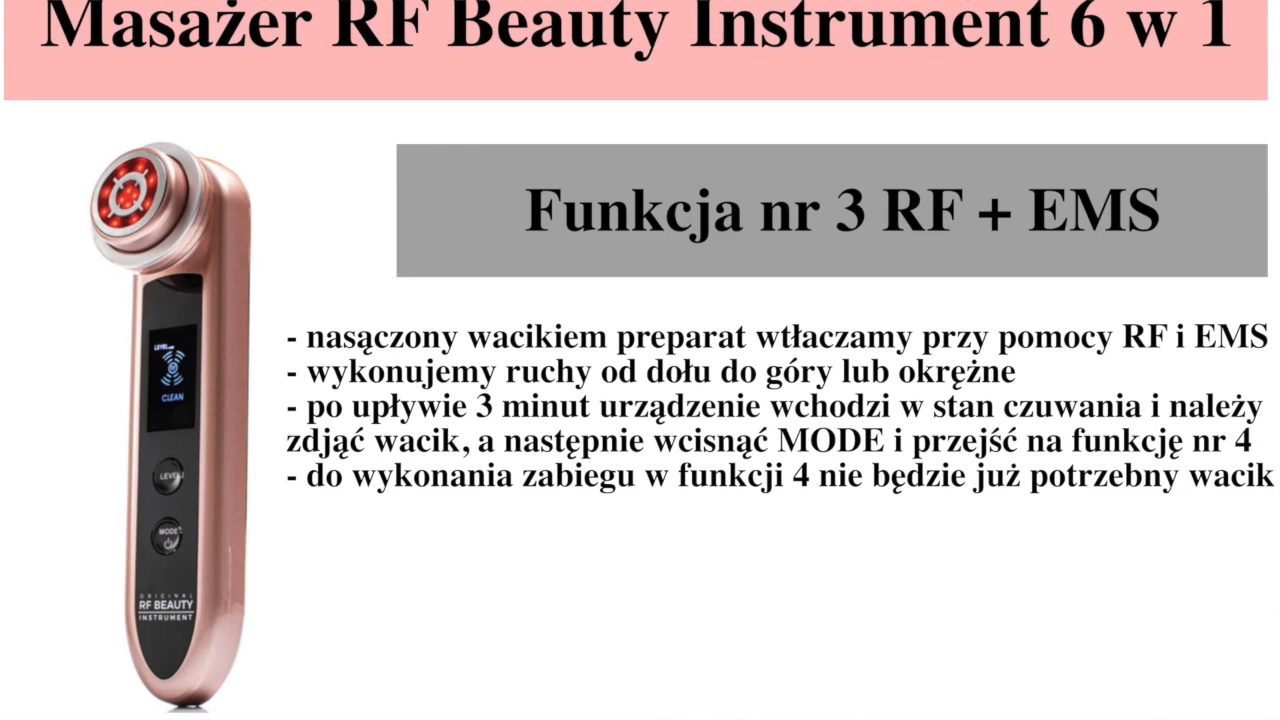 Masażer RF Beauty Instrument 6 w 1
Funkcja nr 3 RF + EMS
- nasączony wacikiem preparat wtłaczamy przy pomocy RF i EMS
- wykonujemy ruchy od dołu do góry lub okrężne
- po upływie 3 minut urządzenie wchodzi w stan czuwania i należy
zdjąć wacik, a następnie wcisnąć MODE i przejść na funkcję nr 4
- do wykonania zabiegu w funkcji 4 nie będzie już potrzebny wacik
LEVEL
CLEAN
LEVEL
MODE
ORIGINAL
RF BEAUTY
INSTRUMENT